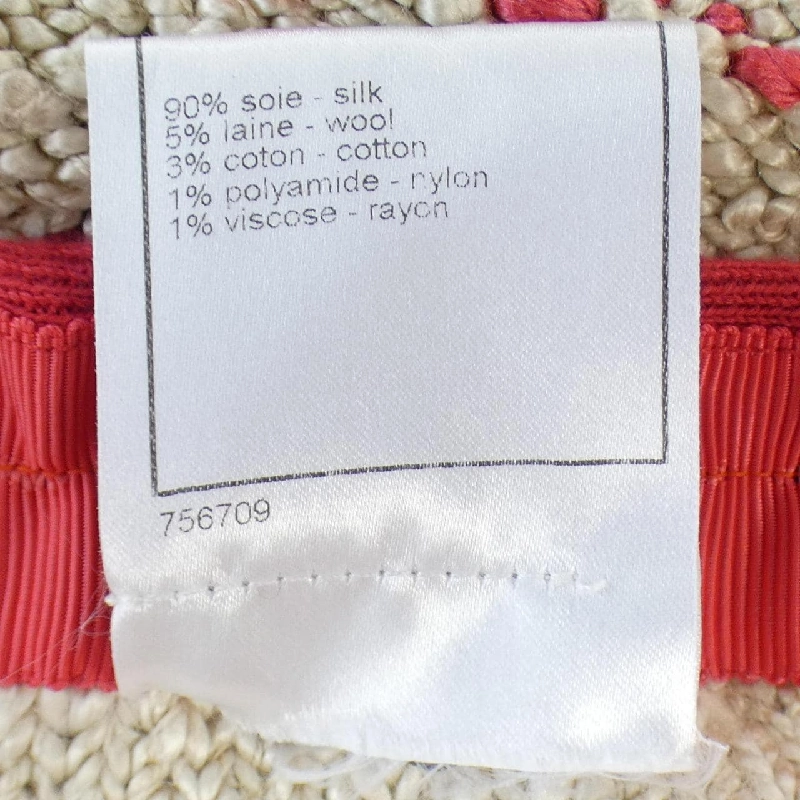 90% soie - silk
5% laine - wool
3% coton - cotton
1% polyamide - nylon
1% viscose - rayon
756709